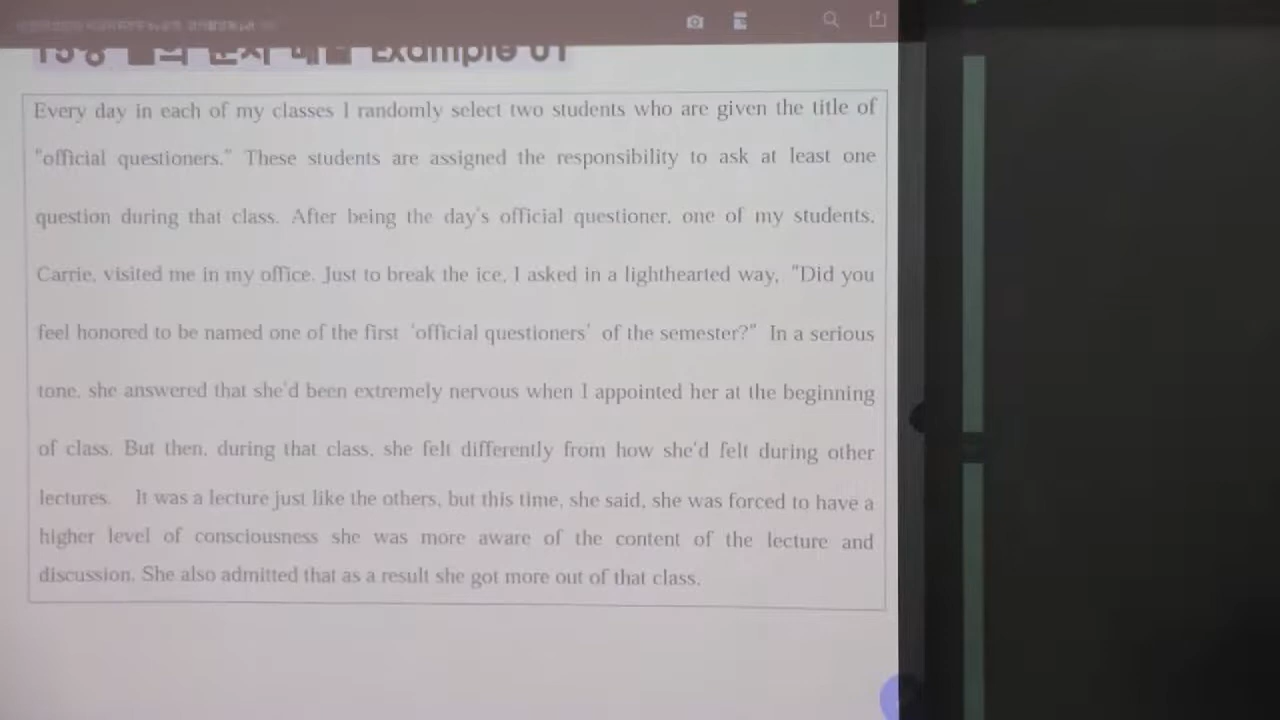 Example 01
Every day in each of my classes I randomly select two students who are given the title of
"official questioners." These students are assigned the responsibility to ask at least one
question during that class. After being the day's official questioner, one of my students,
Carrie, visited me in my office. Just to break the ice, I asked in a lighthearted way, "Did you
feel honored to be named one of the first 'official questioners' of the semester?" In a serious
tone, she answered that she'd been extremely nervous when I appointed her at the beginning
of class. But then, during that class, she felt differently from how she'd felt during other
lectures. It was a lecture just like the others, but this time, she said, she was forced to have a
higher level of consciousness she was more aware of the content of the lecture and
discussion. She also admitted that as a result she got more out of that class.